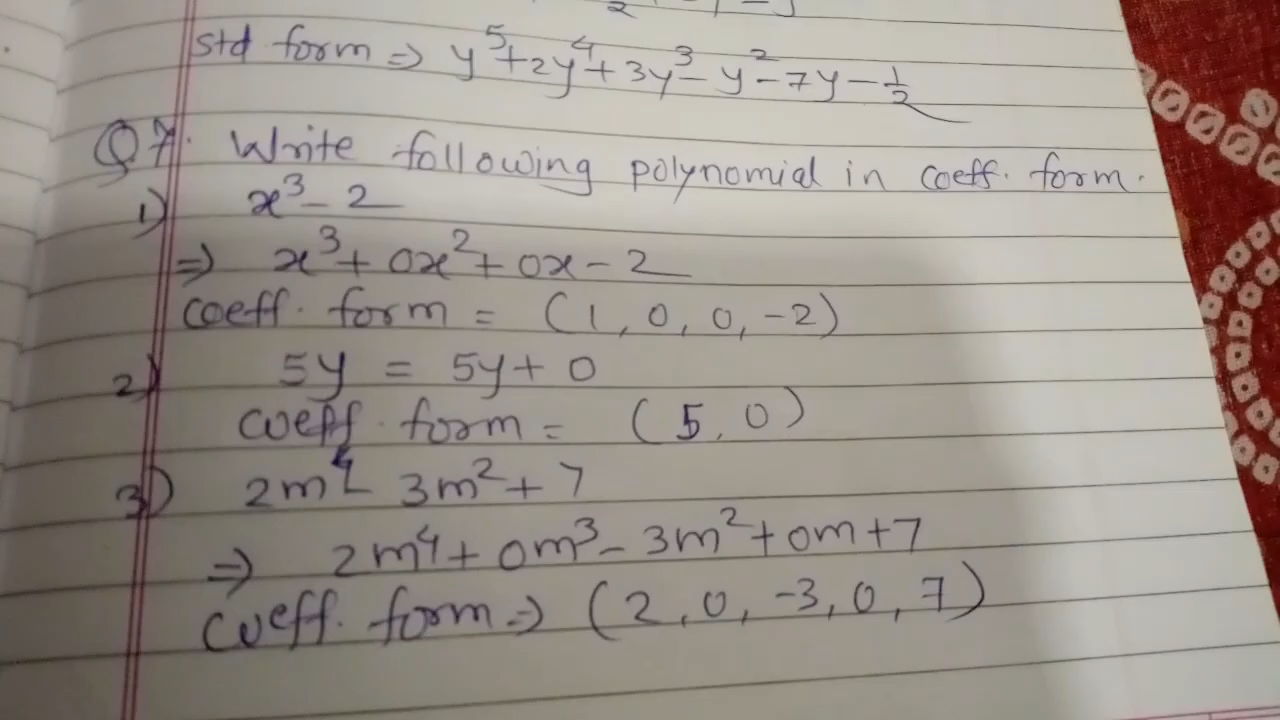 std form ⇒ y⁵+2y⁴+3y³-y²-7y-1/2
Q7. Write following polynomial in coeff. form.
1) x³-2
⇒ x³+0x²+0x-2
coeff. form = (1, 0, 0, -2)
2) 5y = 5y+0
coeff. form = (5, 0)
3) 2m⁴- 3m²+7
⇒ 2m⁴+0m³-3m²+0m+7
coeff. form ⇒ (2, 0, -3, 0, 7)